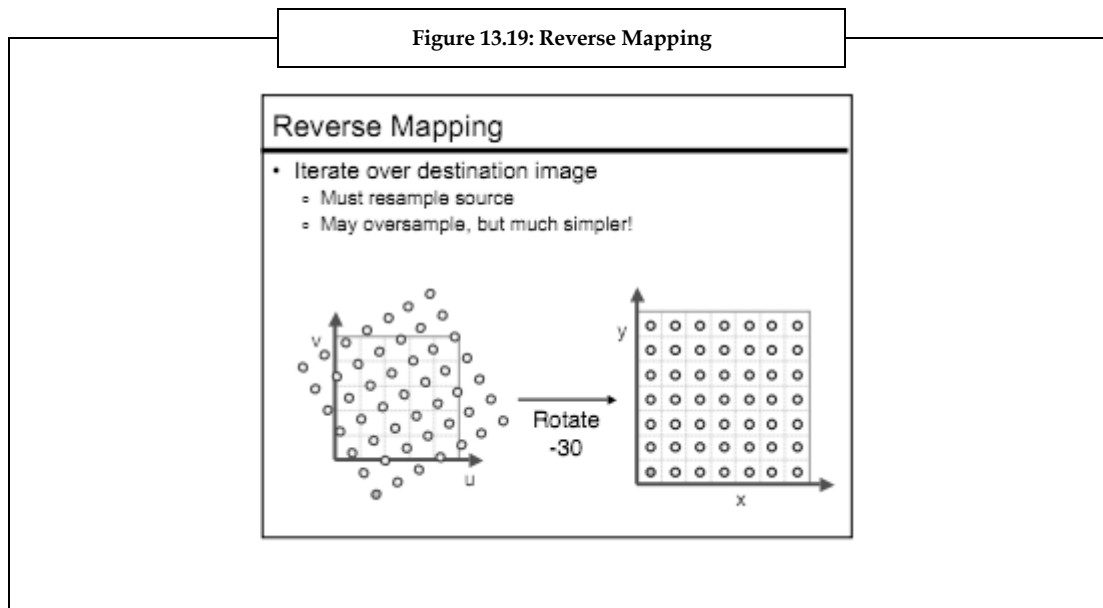 Figure 13.19: Reverse Mapping
Reverse Mapping
• Iterate over destination image
◦ Must resample source
◦ May oversample, but much simpler!
v
u
Rotate
-30
y
x